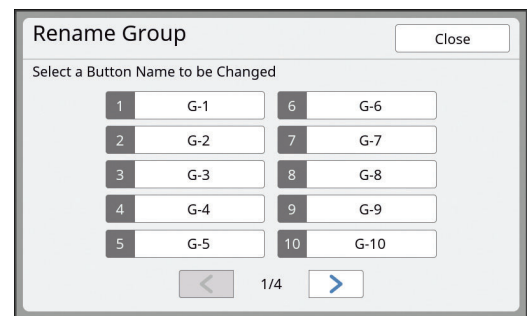 Rename Group
Close
Select a Button Name to be Changed
1 G-1 6 G-6
2 G-2 7 G-7
3 G-3 8 G-8
4 G-4 9 G-9
5 G-5 10 G-10
< 1/4 >